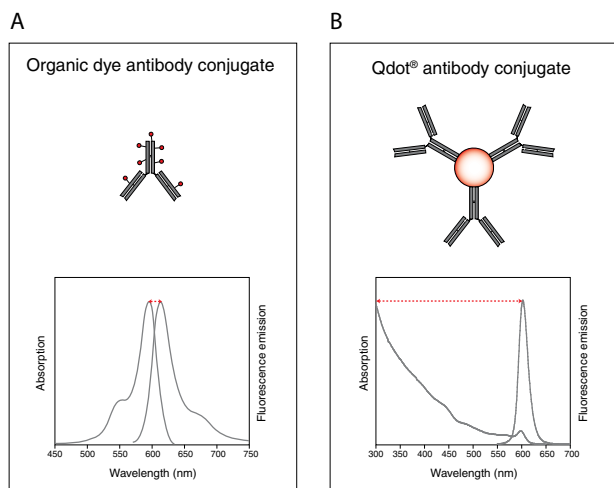 A
Organic dye antibody conjugate
Absorption
Fluorescence emission
450 500 550 600 650 700 750
Wavelength (nm)
B
Qdot® antibody conjugate
Absorption
Fluorescence emission
300 350 400 450 500 550 600 650 700
Wavelength (nm)